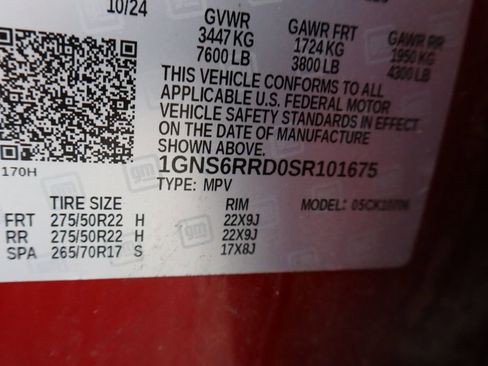 10/24
GVWR GAWR FRT GAWR RR
3447 KG 1724 KG 1950 KG
7600 LB 3800 LB 4300 LB
THIS VEHICLE CONFORMS TO ALL
APPLICABLE U.S. FEDERAL MOTOR
VEHICLE SAFETY STANDARDS IN EFFECT
ON THE DATE OF MANUFACTURE
SHOWN ABOVE.
170H
1GNS6RRD0SR101675
TYPE: MPV MODEL:
TIRE SIZE RIM
FRT 275/50R22 H 22X9J
RR 275/50R22 H 22X9J
SPA 265/70R17 S 17X8J
gm